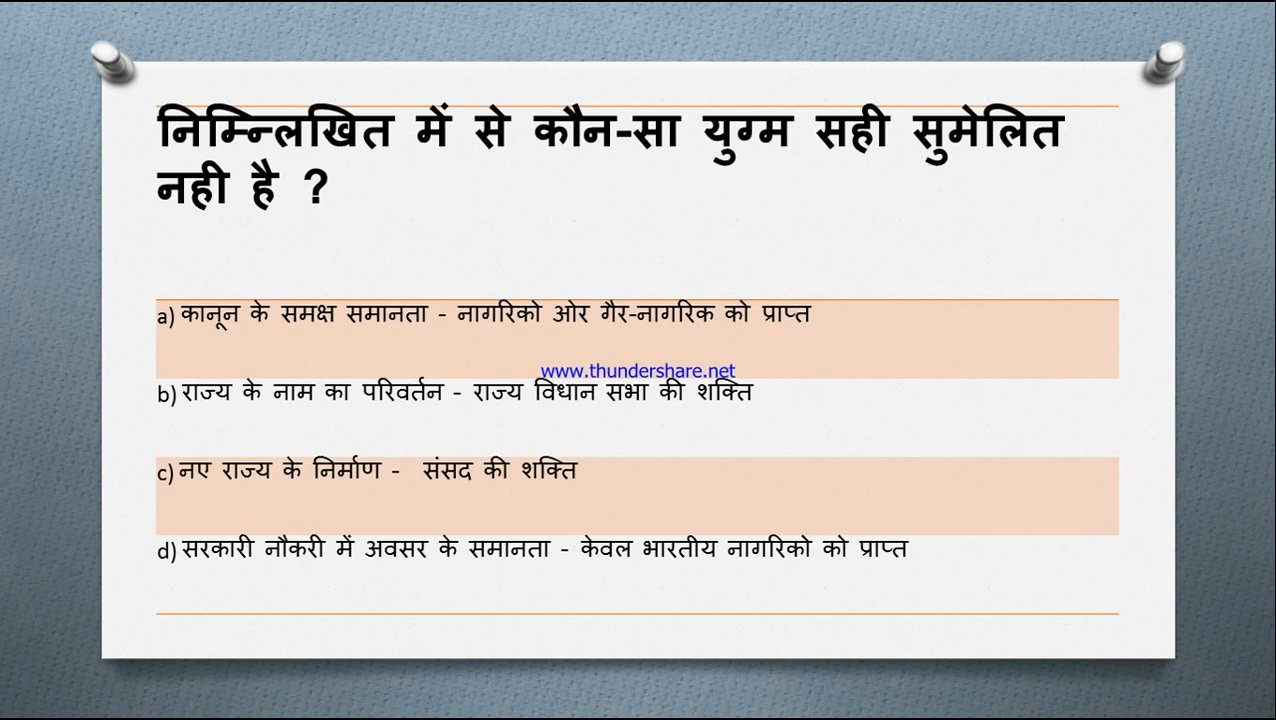 निम्न्लिखित में से कौन-सा युग्म सही सुमेलित
नही है ?
a) कानून के समक्ष समानता - नागरिको ओर गैर-नागरिक को प्राप्त
www.thundershare.net
b) राज्य के नाम का परिवर्तन - राज्य विधान सभा की शक्ति
c) नए राज्य के निर्माण - संसद की शक्ति
d) सरकारी नौकरी में अवसर के समानता - केवल भारतीय नागरिको को प्राप्त